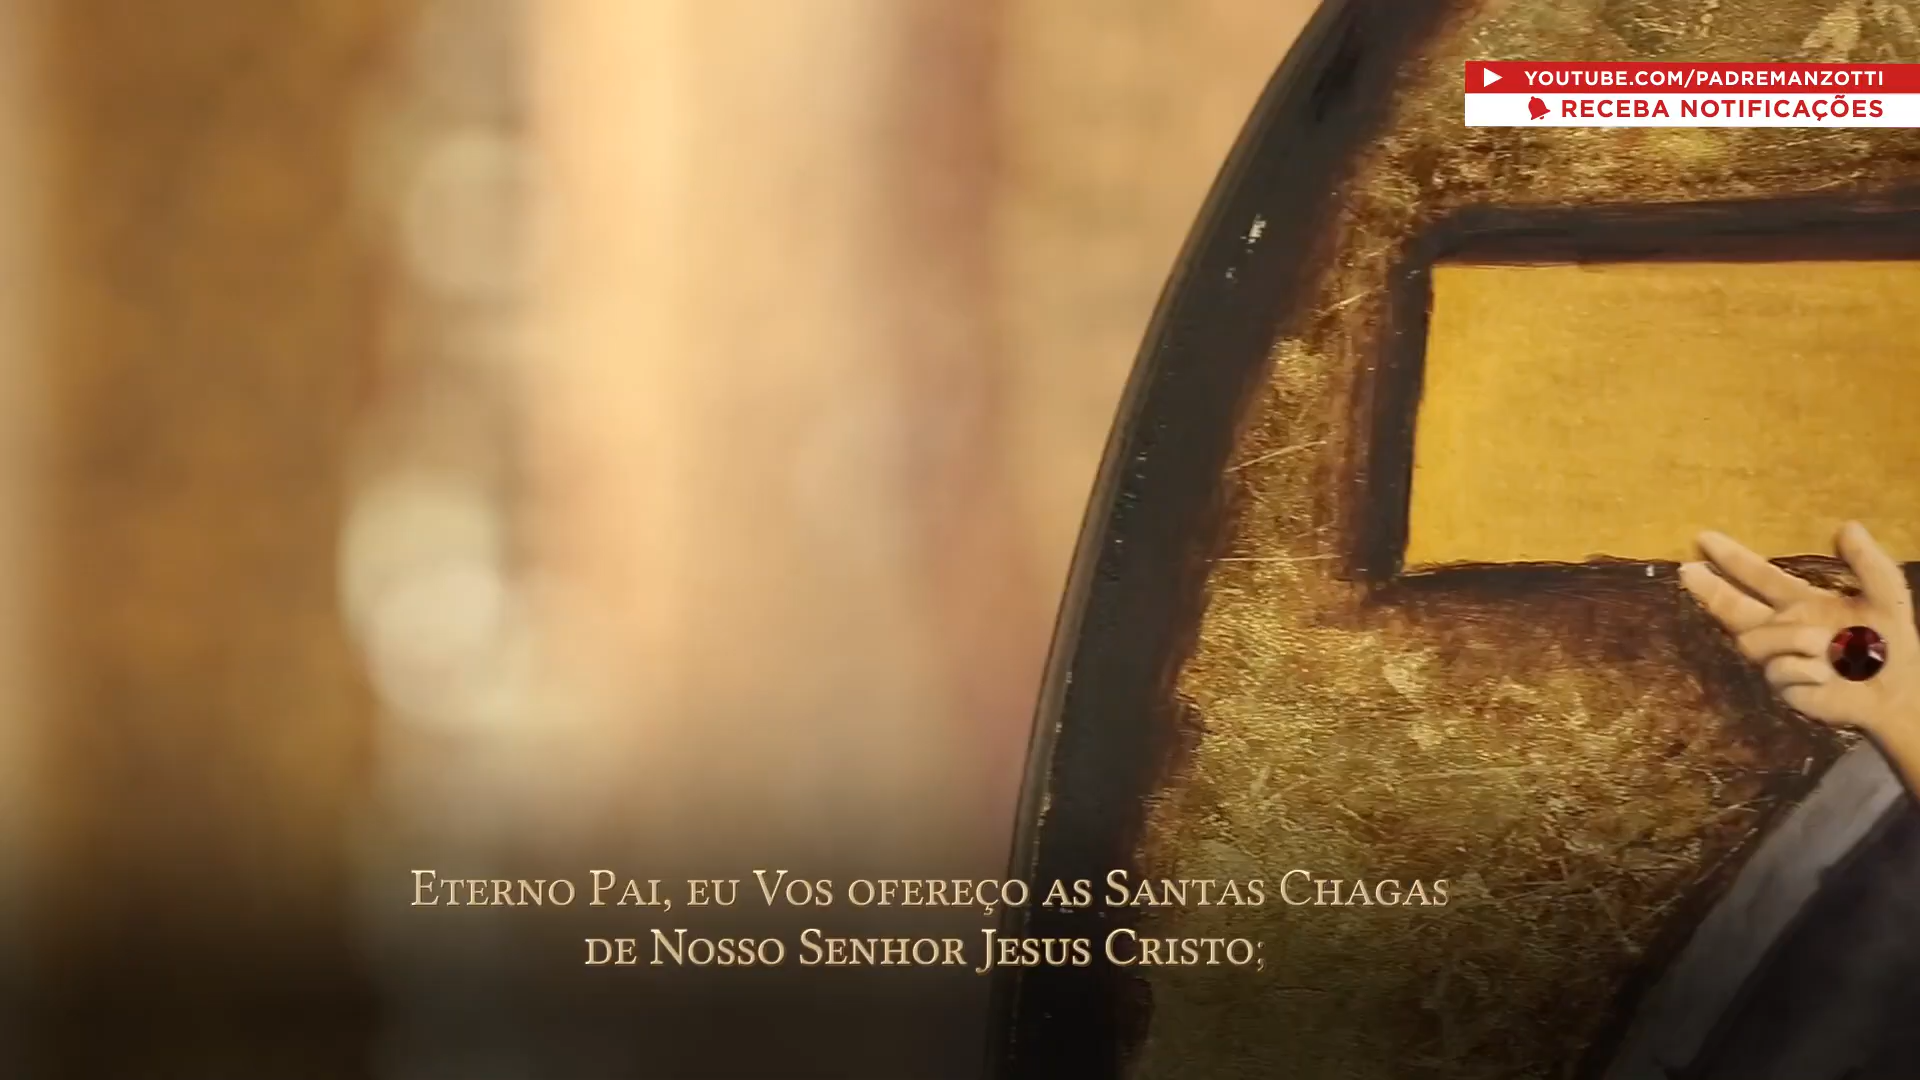 YOUTUBE.COM/PADREMANZOTTI
RECEBA NOTIFICAÇÕES
ETERNO PAI, EU VOS OFEREÇO AS SANTAS CHAGAS
DE NOSSO SENHOR JESUS CRISTO;